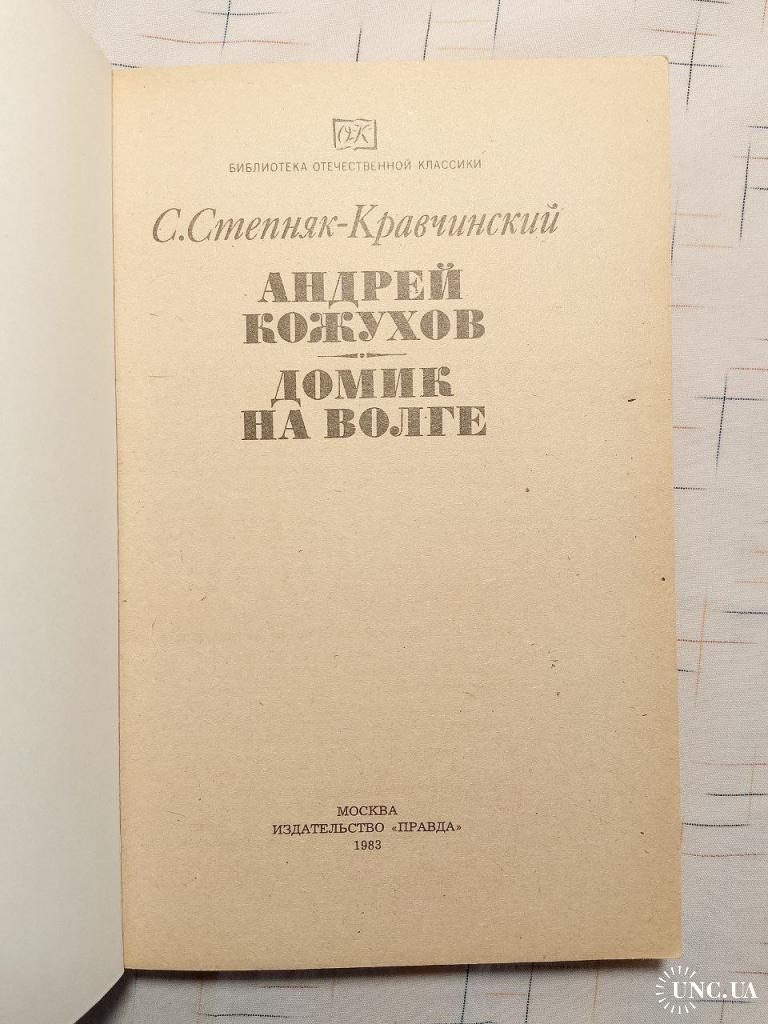 ОК
БИБЛИОТЕКА ОТЕЧЕСТВЕННОЙ КЛАССИКИ
С.Степняк-Кравчинский
АНДРЕЙ
КОЖУХОВ
ДОМИК
НА ВОЛГЕ
МОСКВА
ИЗДАТЕЛЬСТВО «ПРАВДА»
1983
UNC.UA